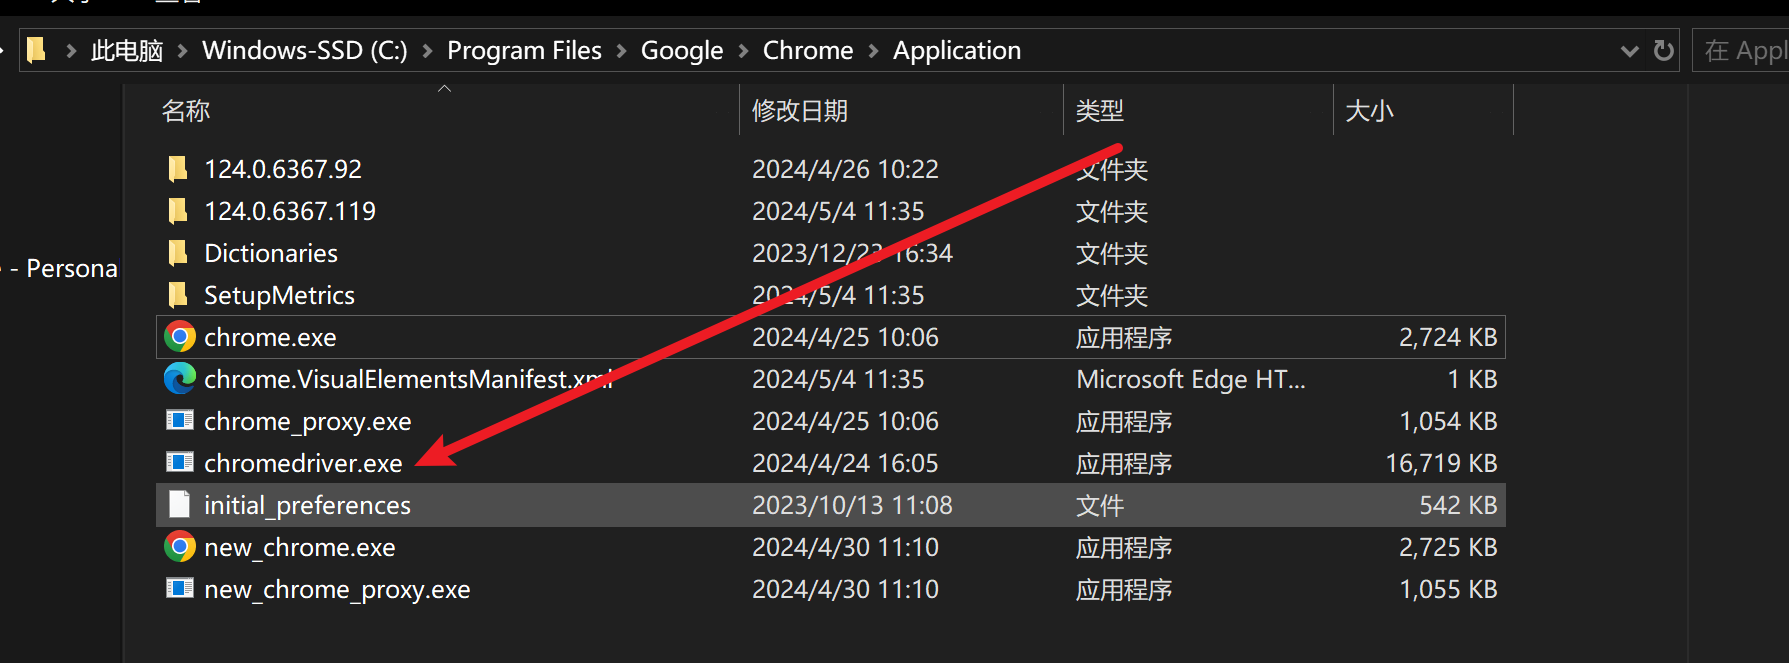 此电脑 Windows-SSD (C:) Program Files Google Chrome Application 在 Appl
名称 修改日期 类型 大小
124.0.6367.92 2024/4/26 10:22 文件夹
124.0.6367.119 2024/5/4 11:35 文件夹
Dictionaries 2023/12/23 16:34 文件夹
- Persona
SetupMetrics 2024/5/4 11:35 文件夹
chrome.exe 2024/4/25 10:06 应用程序 2,724 KB
chrome.VisualElementsManifest.xml 2024/5/4 11:35 Microsoft Edge HT... 1 KB
chrome_proxy.exe 2024/4/25 10:06 应用程序 1,054 KB
chromedriver.exe 2024/4/24 16:05 应用程序 16,719 KB
initial_preferences 2023/10/13 11:08 文件 542 KB
new_chrome.exe 2024/4/30 11:10 应用程序 2,725 KB
new_chrome_proxy.exe 2024/4/30 11:10 应用程序 1,055 KB